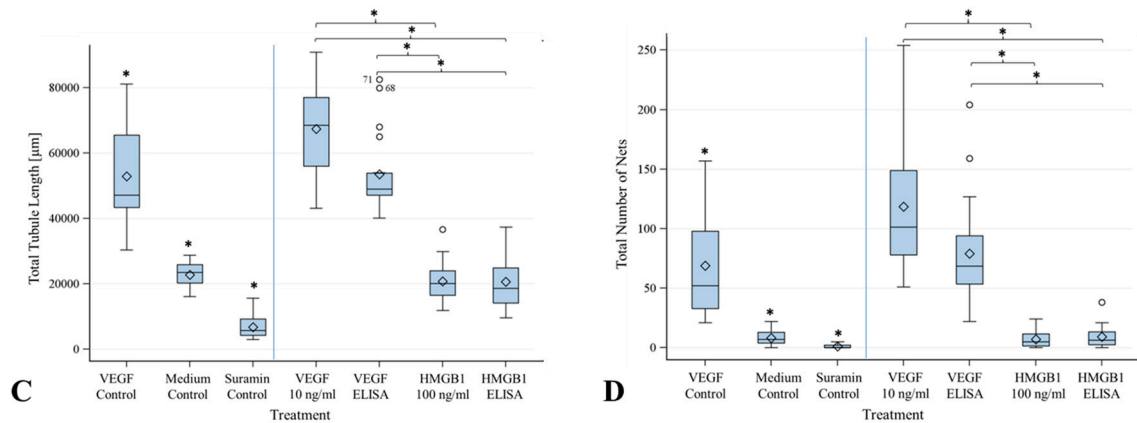 *
*
*
*
*
*
*
Total Tubule Length [µm]
80000
60000
40000
20000
0
71
68
VEGF Control
Medium Control
Suramin Control
VEGF 10 ng/ml
VEGF ELISA
HMGB1 100 ng/ml
HMGB1 ELISA
Treatment
C
*
*
*
*
*
*
*
Total Number of Nets
250
200
150
100
50
0
VEGF Control
Medium Control
Suramin Control
VEGF 10 ng/ml
VEGF ELISA
HMGB1 100 ng/ml
HMGB1 ELISA
Treatment
D